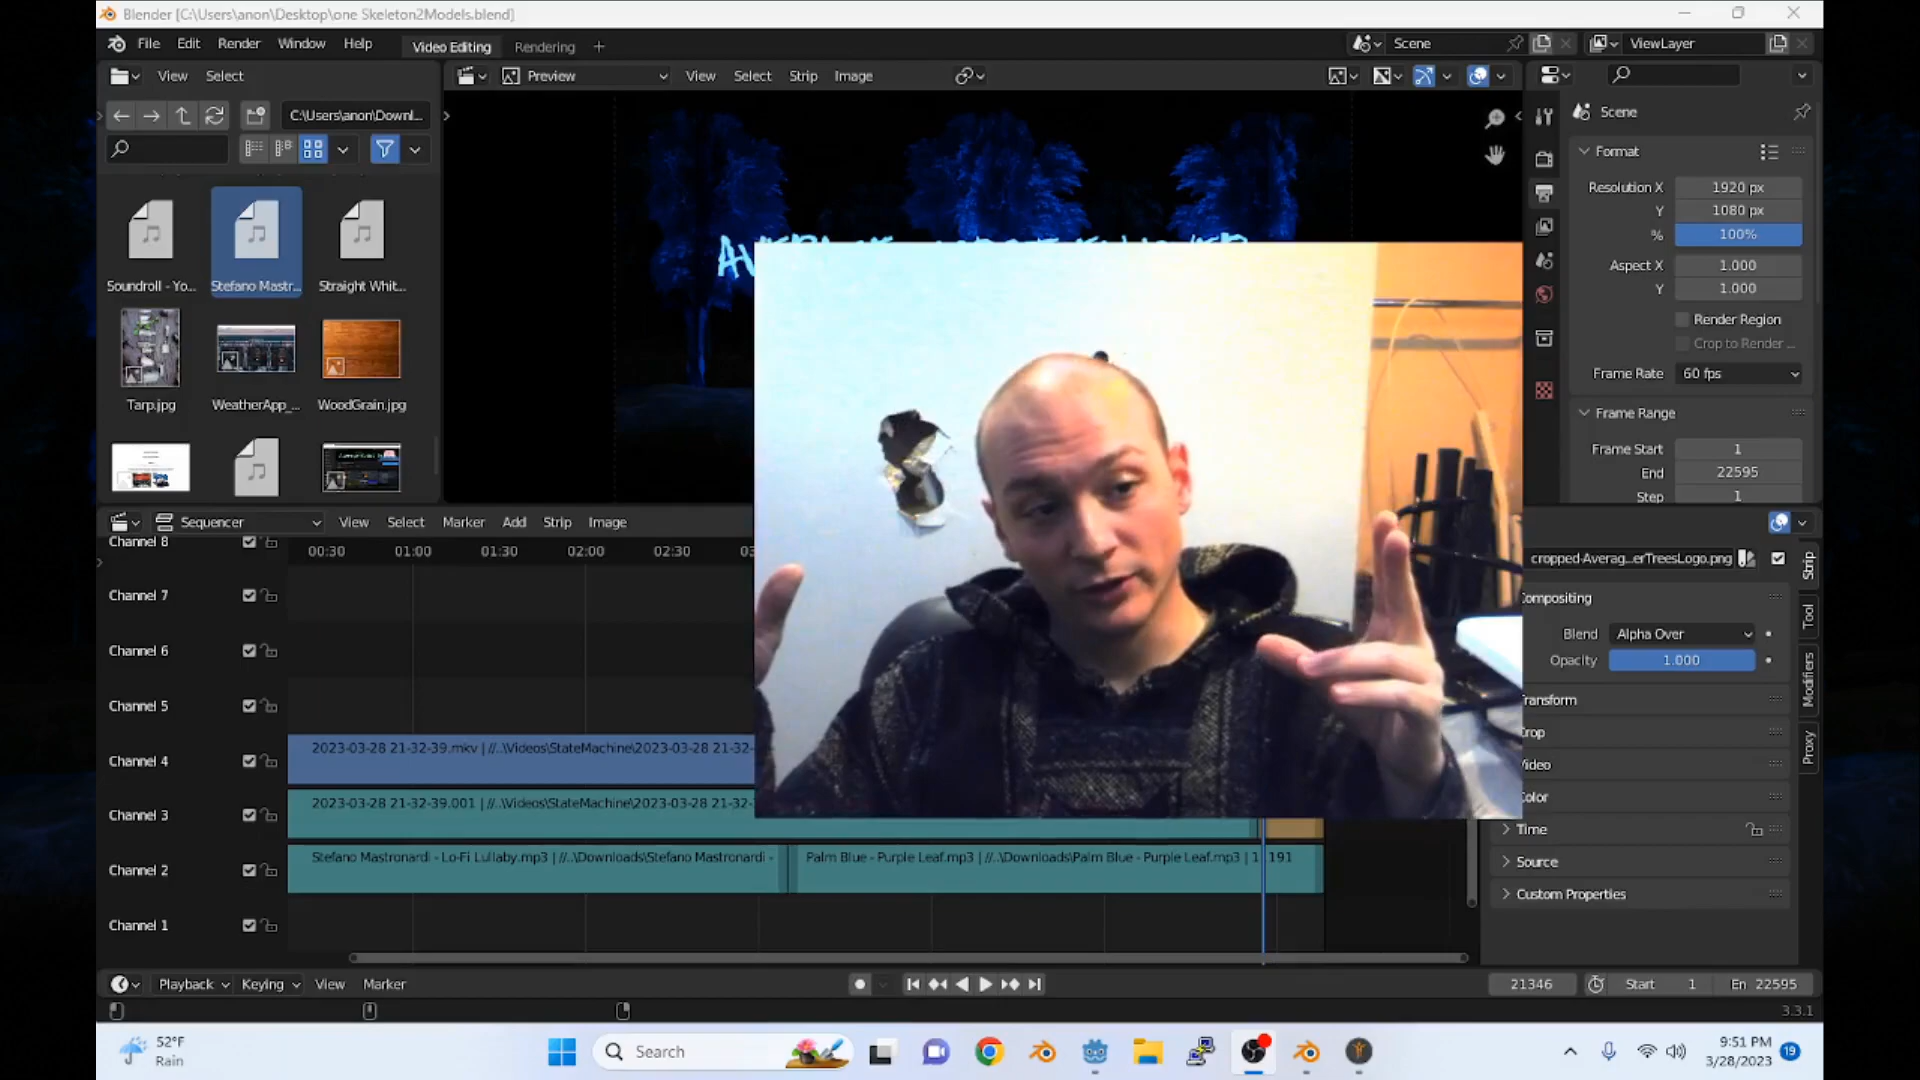 Blender [C:\Users\anon\Desktop\one Skeleton2Models.blend]
File Edit Render Window Help Video Editing Rendering + Scene ViewLayer
View Select Preview View Select Strip Image
C:\Users\anon\Downl... Scene
Format
Resolution X 1920 px
Y 1080 px
% 100%
Aspect X 1.000
Y 1.000
Soundroll - Yo... Stefano Mastr... Straight Whit...
Render Region
Crop to Render ...
Frame Rate 60 fps
Tarp.jpg WeatherApp_... WoodGrain.jpg
Frame Range
Frame Start 1
End 22595
Step 1
Sequencer View Select Marker Add Strip Image
Channel 8 00:30 01:00 01:30 02:00 02:30
cropped-Averag...erTreesLogo.png
Channel 7
Compositing
Blend Alpha Over
Channel 6
Opacity 1.000
Channel 5
Transform
Crop
Channel 4 2023-03-28 21-32-39.mkv | //..\Videos\StateMachine\2023-03-28 21-32-
Video
Channel 3 2023-03-28 21-32-39.001 | //..\Videos\StateMachine\2023-03-28 21-32-
Color
Time
Channel 2 Stefano Mastronardi - Lo-Fi Lullaby.mp3 | //..\Downloads\Stefano Mastronardi - Palm Blue - Purple Leaf.mp3 | //..\Downloads\Palm Blue - Purple Leaf.mp3 | 1 191
Source
Custom Properties
Channel 1
Strip
Tool
Modifiers
Proxy
Playback Keying View Marker 21346 Start 1 En 22595
3.3.1
52°F
Rain
Search
9:51 PM
3/28/2023
19